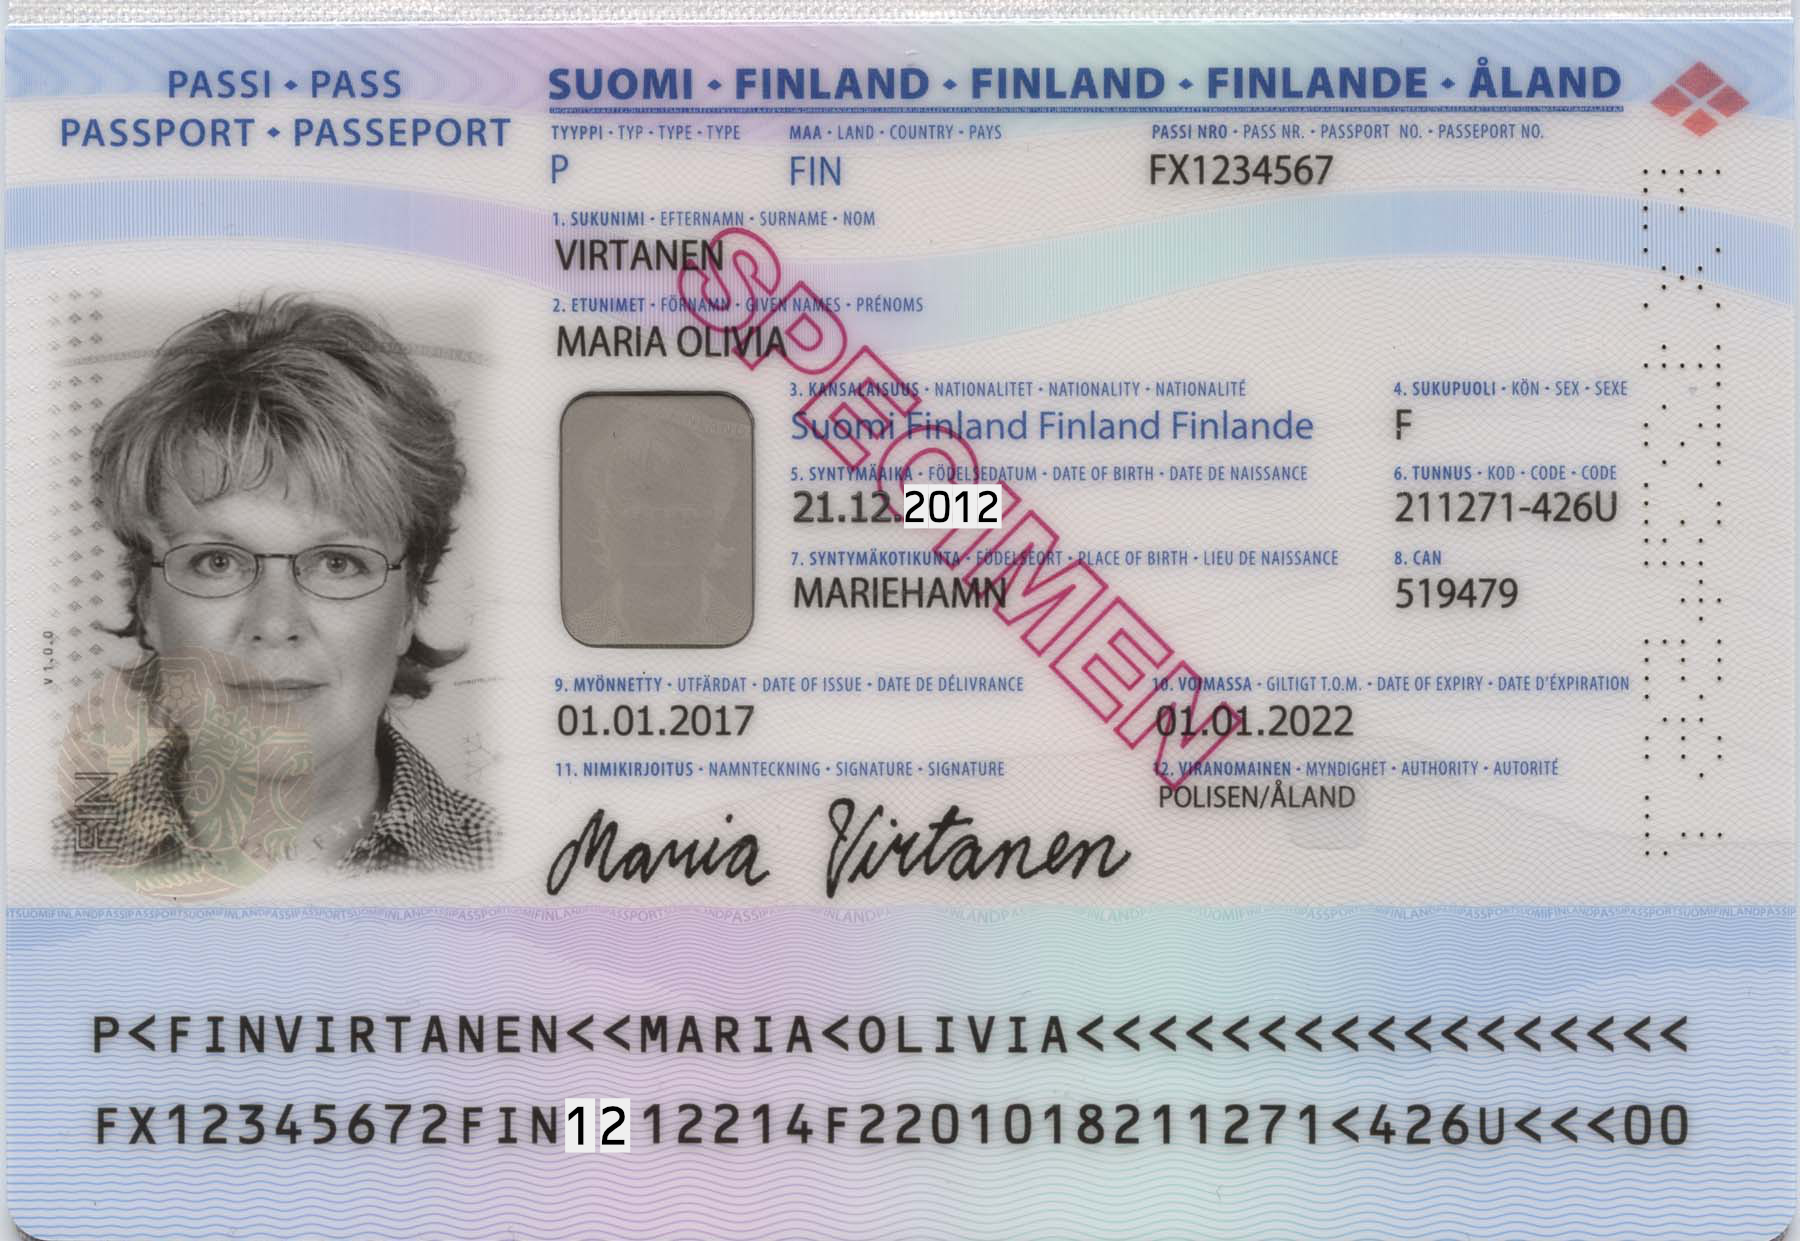 PASSI • PASS
PASSPORT • PASSEPORT
SUOMI • FINLAND • FINLAND • FINLANDE • ÅLAND
TYYPPI • TYP • TYPE • TYPE
MAA • LAND • COUNTRY • PAYS
PASSI NRO • PASS NR. • PASSPORT NO. • PASSEPORT NO.
P
FIN
FX1234567
1. SUKUNIMI • EFTERNAMN • SURNAME • NOM
VIRTANEN
2. ETUNIMET • FÖRNAMN • GIVEN NAMES • PRÉNOMS
MARIA OLIVIA
SPECIMEN
3. KANSALAISUUS • NATIONALITET • NATIONALITY • NATIONALITÉ
4. SUKUPUOLI • KÖN • SEX • SEXE
Suomi Finland Finland Finlande
F
5. SYNTYMÄAIKA • FÖDELSEDATUM • DATE OF BIRTH • DATE DE NAISSANCE
6. TUNNUS • KOD • CODE • CODE
21.12.2012
211271-426U
7. SYNTYMÄKOTIKUNTA • FÖDELSEORT • PLACE OF BIRTH • LIEU DE NAISSANCE
8. CAN
MARIEHAMN
519479
V 1.0.0
9. MYÖNNETTY • UTFÄRDAT • DATE OF ISSUE • DATE DE DÉLIVRANCE
10. VOIMASSA • GILTIGT T.O.M. • DATE OF EXPIRY • DATE D'ÉXPIRATION
01.01.2017
01.01.2022
11. NIMIKIRJOITUS • NAMNTECKNING • SIGNATURE • SIGNATURE
12. VIRANOMAINEN • MYNDIGHET • AUTHORITY • AUTORITÉ
POLISEN/ÅLAND
FIN
Maria Virtanen
P<FINVIRTANEN<<MARIA<OLIVIA<<<<<<<<<<<<<<<<<
FX12345672FIN1212214F2201018211271<426U<<<00